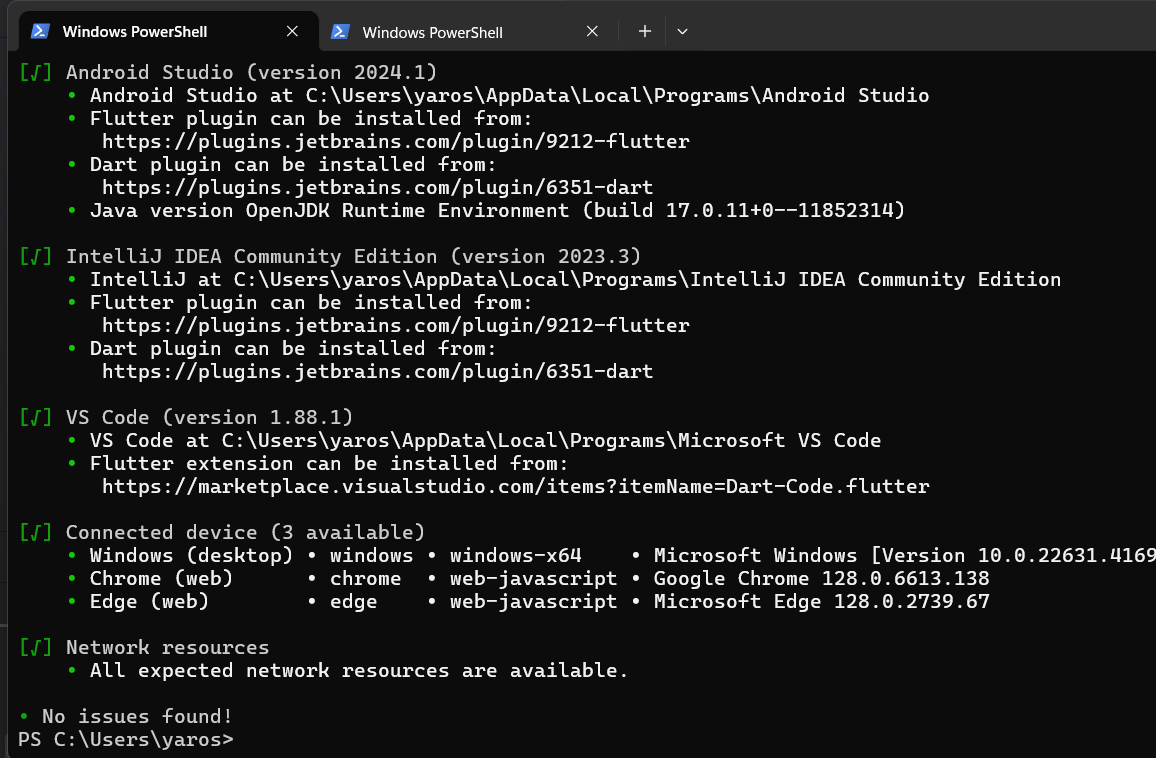 Windows PowerShell
Windows PowerShell
[√] Android Studio (version 2024.1)
• Android Studio at C:\Users\yaros\AppData\Local\Programs\Android Studio
• Flutter plugin can be installed from:
https://plugins.jetbrains.com/plugin/9212-flutter
• Dart plugin can be installed from:
https://plugins.jetbrains.com/plugin/6351-dart
• Java version OpenJDK Runtime Environment (build 17.0.11+0--11852314)
[√] IntelliJ IDEA Community Edition (version 2023.3)
• IntelliJ at C:\Users\yaros\AppData\Local\Programs\IntelliJ IDEA Community Edition
• Flutter plugin can be installed from:
https://plugins.jetbrains.com/plugin/9212-flutter
• Dart plugin can be installed from:
https://plugins.jetbrains.com/plugin/6351-dart
[√] VS Code (version 1.88.1)
• VS Code at C:\Users\yaros\AppData\Local\Programs\Microsoft VS Code
• Flutter extension can be installed from:
https://marketplace.visualstudio.com/items?itemName=Dart-Code.flutter
[√] Connected device (3 available)
• Windows (desktop) • windows • windows-x64 • Microsoft Windows [Version 10.0.22631.4169
• Chrome (web) • chrome • web-javascript • Google Chrome 128.0.6613.138
• Edge (web) • edge • web-javascript • Microsoft Edge 128.0.2739.67
[√] Network resources
• All expected network resources are available.
• No issues found!
PS C:\Users\yaros>